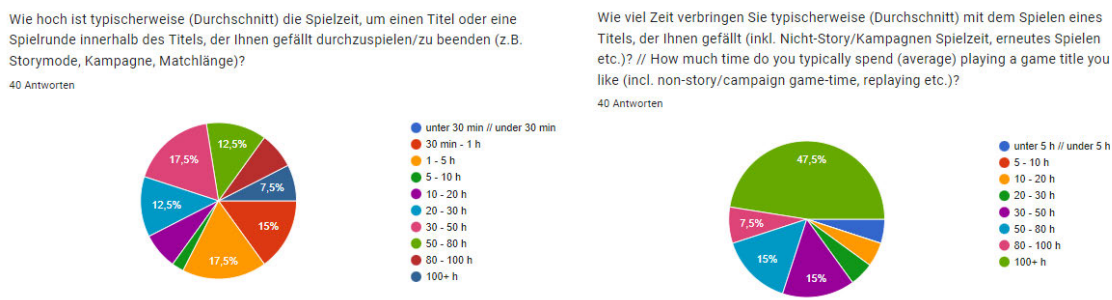 Wie hoch ist typischerweise (Durchschnitt) die Spielzeit, um einen Titel oder eine
Spielrunde innerhalb des Titels, der Ihnen gefällt durchzuspielen/zu beenden (z.B.
Storymode, Kampagne, Matchlänge)?
40 Antworten
12,5%
17,5%
7,5%
12,5%
15%
17,5%
unter 30 min // under 30 min
30 min - 1 h
1 - 5 h
5 - 10 h
10 - 20 h
20 - 30 h
30 - 50 h
50 - 80 h
80 - 100 h
100+ h
Wie viel Zeit verbringen Sie typischerweise (Durchschnitt) mit dem Spielen eines
Titels, der Ihnen gefällt (inkl. Nicht-Story/Kampagnen Spielzeit, erneutes Spielen
etc.)? // How much time do you typically spend (average) playing a game title you
like (incl. non-story/campaign game-time, replaying etc.)?
40 Antworten
47,5%
7,5%
15%
15%
unter 5 h // under 5 h
5 - 10 h
10 - 20 h
20 - 30 h
30 - 50 h
50 - 80 h
80 - 100 h
100+ h